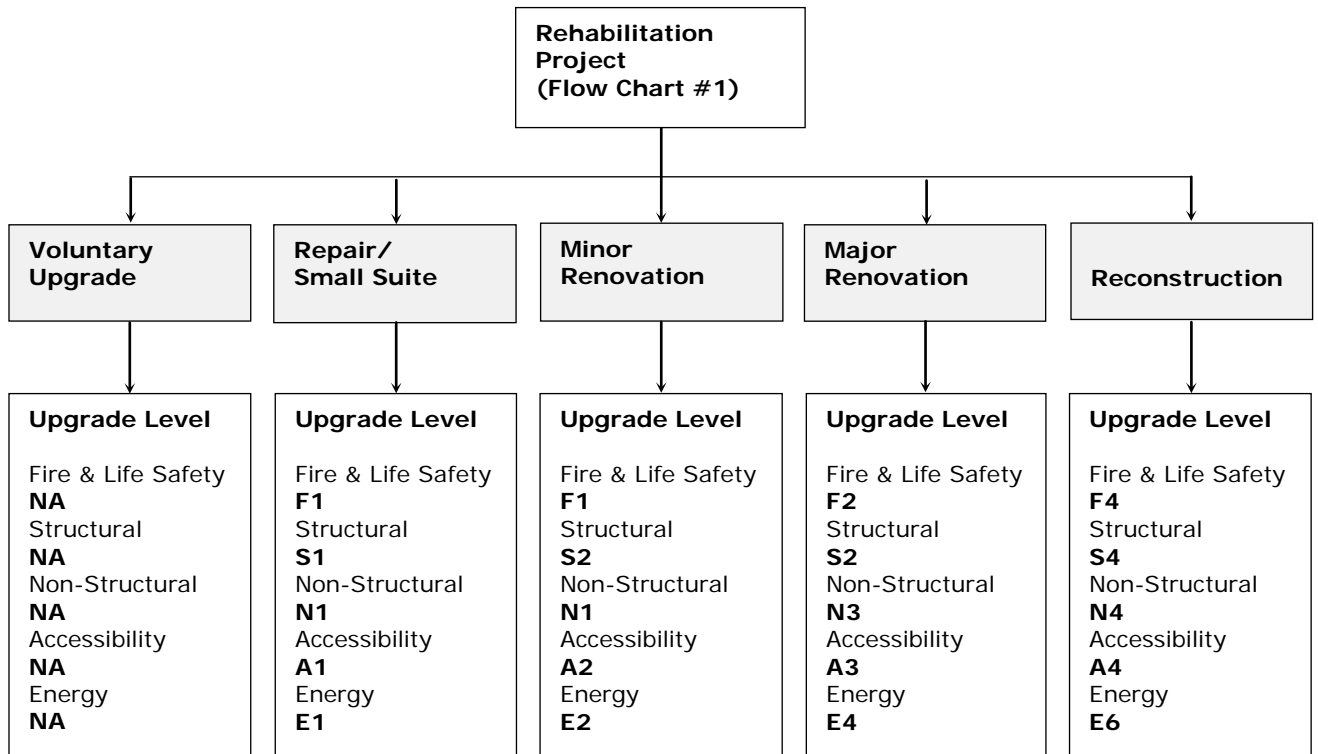 Rehabilitation
Project
(Flow Chart #1)
Voluntary
Upgrade
Repair/
Small Suite
Minor
Renovation
Major
Renovation
Reconstruction
Upgrade Level
Fire & Life Safety
NA
Structural
NA
Non-Structural
NA
Accessibility
NA
Energy
NA
Upgrade Level
Fire & Life Safety
F1
Structural
S1
Non-Structural
N1
Accessibility
A1
Energy
E1
Upgrade Level
Fire & Life Safety
F1
Structural
S2
Non-Structural
N1
Accessibility
A2
Energy
E2
Upgrade Level
Fire & Life Safety
F2
Structural
S2
Non-Structural
N3
Accessibility
A3
Energy
E4
Upgrade Level
Fire & Life Safety
F4
Structural
S4
Non-Structural
N4
Accessibility
A4
Energy
E6